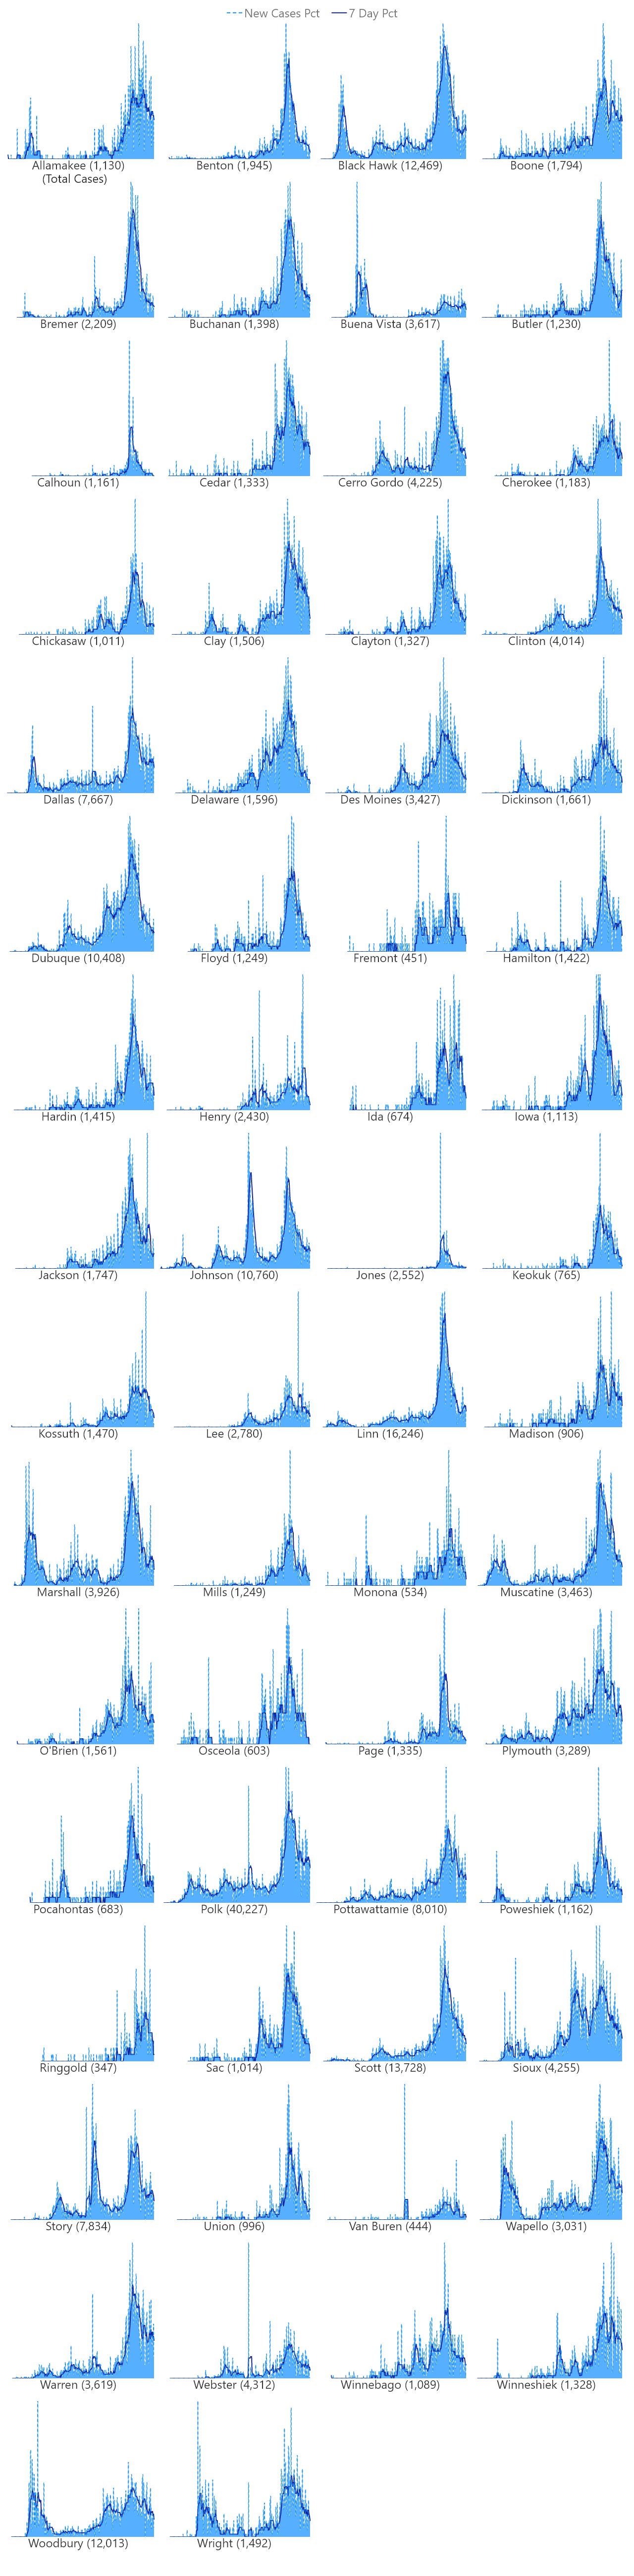 New Cases Pct 7 Day Pct
Allamakee (1,130) Benton (1,945) Black Hawk (12,469) Boone (1,794)
(Total Cases)
Bremer (2,209) Buchanan (1,398) Buena Vista (3,617) Butler (1,230)
Calhoun (1,161) Cedar (1,333) Cerro Gordo (4,225) Cherokee (1,183)
Chickasaw (1,011) Clay (1,506) Clayton (1,327) Clinton (4,014)
Dallas (7,667) Delaware (1,596) Des Moines (3,427) Dickinson (1,661)
Dubuque (10,408) Floyd (1,249) Fremont (451) Hamilton (1,422)
Hardin (1,415) Henry (2,430) Ida (674) Iowa (1,113)
Jackson (1,747) Johnson (10,760) Jones (2,552) Keokuk (765)
Kossuth (1,470) Lee (2,780) Linn (16,246) Madison (906)
Marshall (3,926) Mills (1,249) Monona (534) Muscatine (3,463)
O'Brien (1,561) Osceola (603) Page (1,335) Plymouth (3,289)
Pocahontas (683) Polk (40,227) Pottawattamie (8,010) Poweshiek (1,162)
Ringgold (347) Sac (1,014) Scott (13,728) Sioux (4,255)
Story (7,834) Union (996) Van Buren (444) Wapello (3,031)
Warren (3,619) Webster (4,312) Winnebago (1,089) Winneshiek (1,328)
Woodbury (12,013) Wright (1,492)